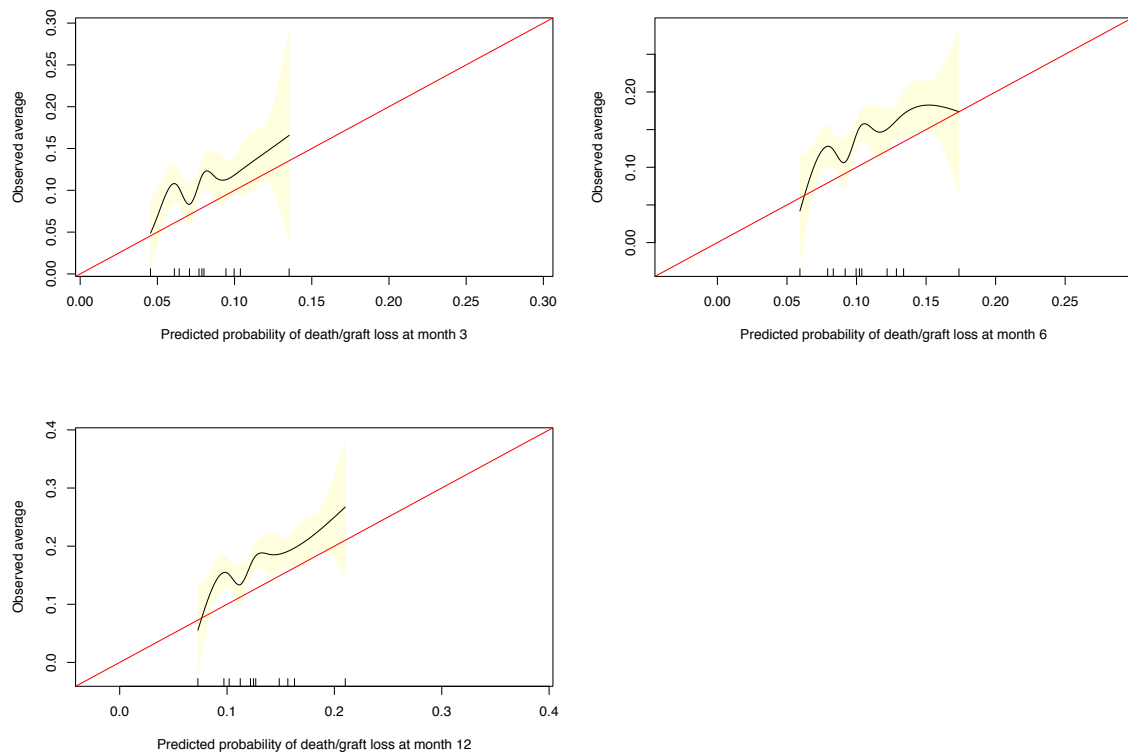 0.30
0.25
0.20
0.15
0.10
0.05
0.00
Observed average
0.00 0.05 0.10 0.15 0.20 0.25 0.30
Predicted probability of death/graft loss at month 3
0.20
0.10
0.00
Observed average
0.00 0.05 0.10 0.15 0.20 0.25
Predicted probability of death/graft loss at month 6
0.4
0.3
0.2
0.1
0.0
Observed average
0.0 0.1 0.2 0.3 0.4
Predicted probability of death/graft loss at month 12